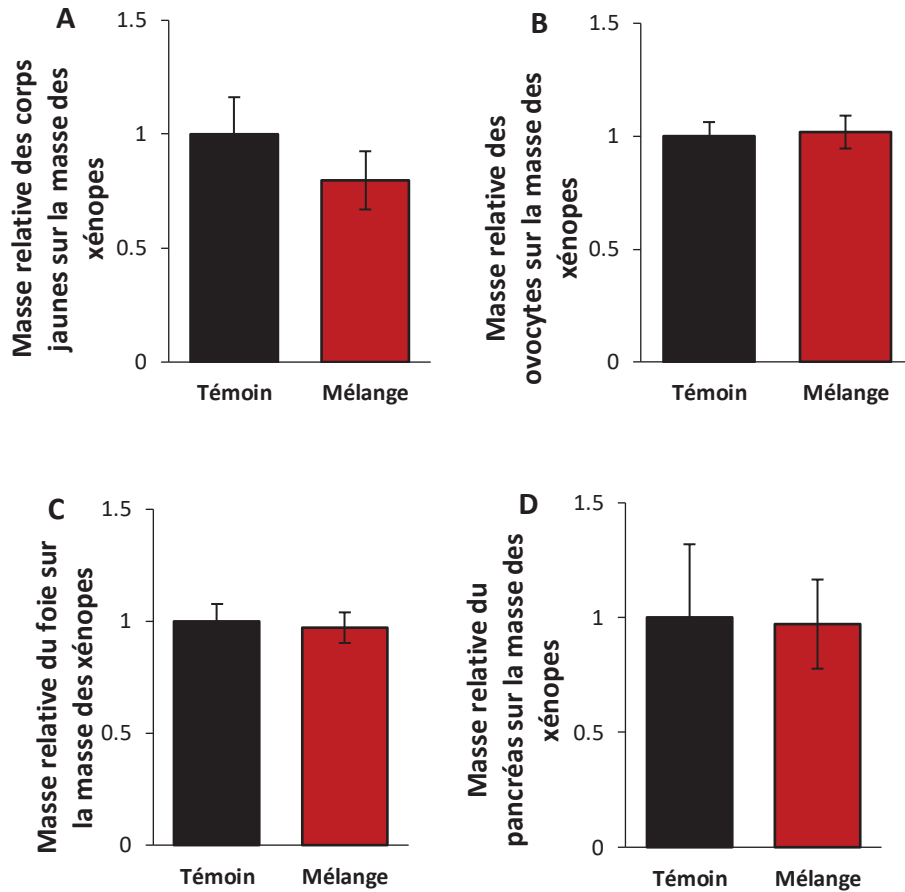 A
Masse relative des corps
jaunes sur la masse des
xénopes
1.5
1
0.5
0
Témoin Mélange
B
Masse relative des
ovocytes sur la masse des
xénopes
1.5
1
0.5
0
Témoin Mélange
C
Masse relative du foie sur
la masse des xénopes
1.5
1
0.5
0
Témoin Mélange
D
Masse relative du
pancréas sur la masse des
xénopes
1.5
1
0.5
0
Témoin Mélange